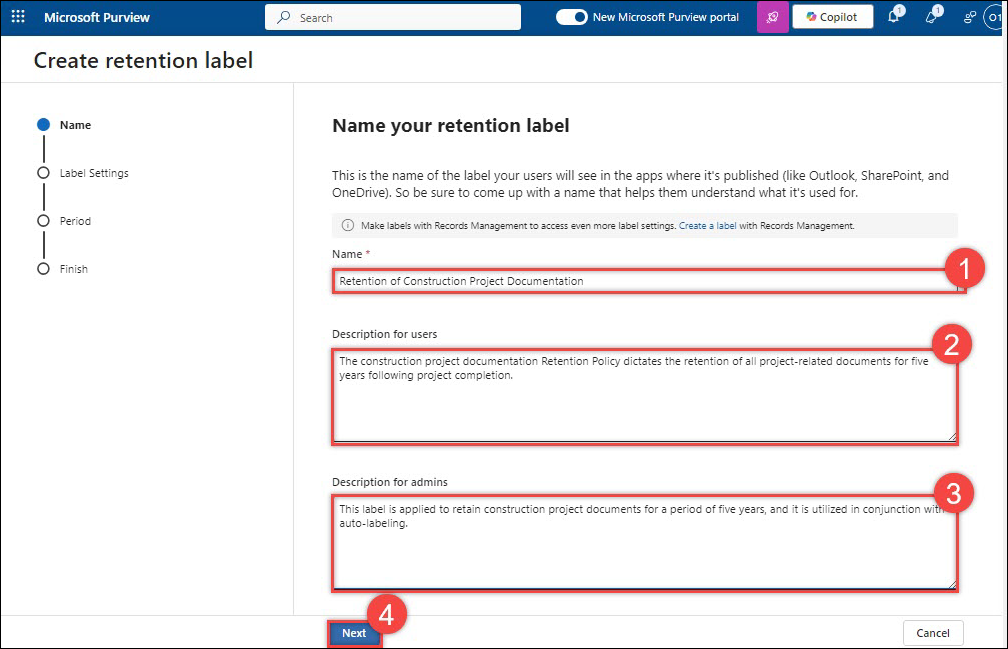 Microsoft Purview
Search
New Microsoft Purview portal
Copilot
1
1
O1
Create retention label
Name
Label Settings
Period
Finish
Name your retention label
This is the name of the label your users will see in the apps where it's published (like Outlook, SharePoint, and
OneDrive). So be sure to come up with a name that helps them understand what it's used for.
Make labels with Records Management to access even more label settings. Create a label with Records Management.
Name *
1
Retention of Construction Project Documentation
Description for users
2
The construction project documentation Retention Policy dictates the retention of all project-related documents for five
years following project completion.
Description for admins
3
This label is applied to retain construction project documents for a period of five years, and it is utilized in conjunction with
auto-labeling.
4
Next
Cancel